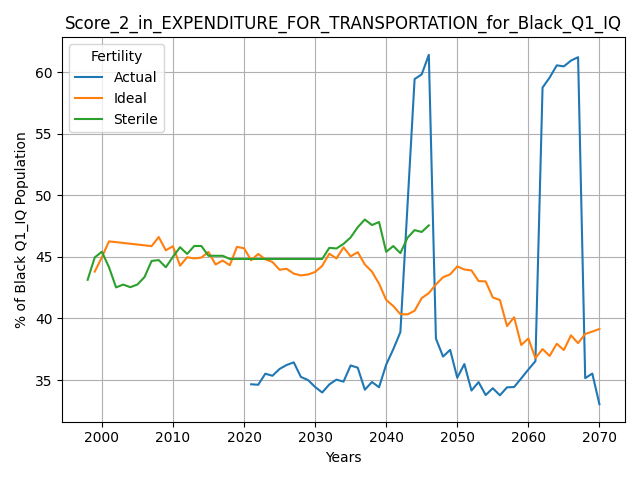 Score_2_in_EXPENDITURE_FOR_TRANSPORTATION_for_Black_Q1_IQ
Fertility
Actual
Ideal
Sterile
% of Black Q1_IQ Population
60
55
50
45
40
35
2000
2010
2020
2030
2040
2050
2060
2070
Years